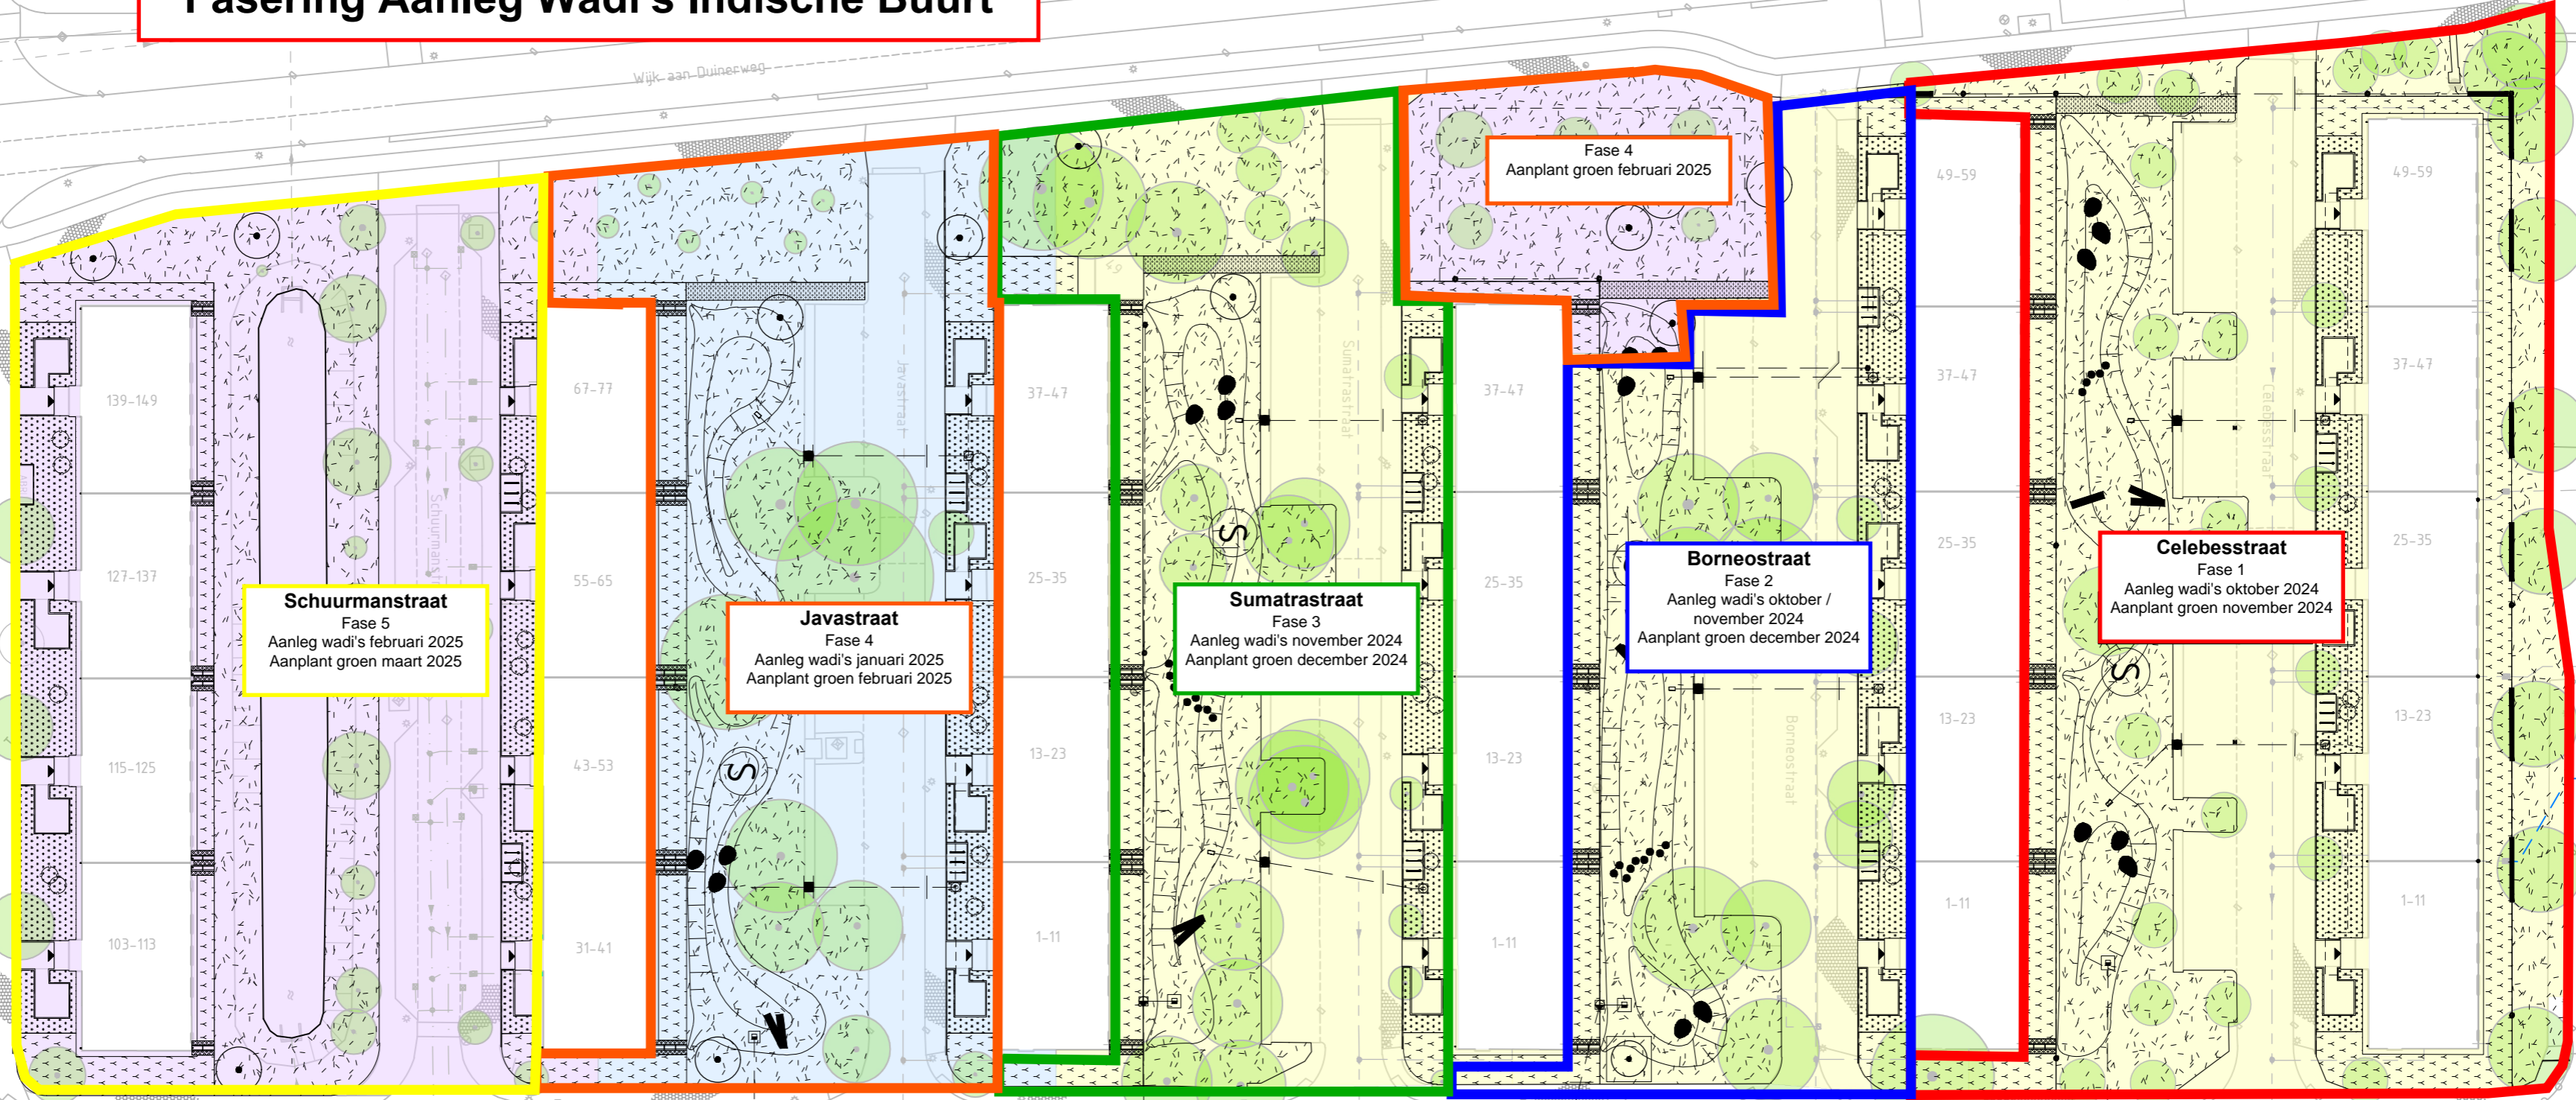 Fasering Aanleg Wadi's Indische Buurt
Wijk aan Duinerweg
Fase 4
Aanplant groen februari 2025
Schuurmanstraat
Fase 5
Aanleg wadi's februari 2025
Aanplant groen maart 2025
Javastraat
Fase 4
Aanleg wadi's januari 2025
Aanplant groen februari 2025
Sumatrastraat
Fase 3
Aanleg wadi's november 2024
Aanplant groen december 2024
Borneostraat
Fase 2
Aanleg wadi's oktober /
november 2024
Aanplant groen december 2024
Celebesstraat
Fase 1
Aanleg wadi's oktober 2024
Aanplant groen november 2024
139-149
127-137
115-125
103-113
Schuurmanstr
67-77
55-65
43-53
31-41
Javastraat
37-47
25-35
13-23
1-11
Sumatrastraat
37-47
25-35
13-23
1-11
Borneostraat
49-59
37-47
25-35
13-23
1-11
Celebesstraat
49-59
37-47
25-35
13-23
1-11